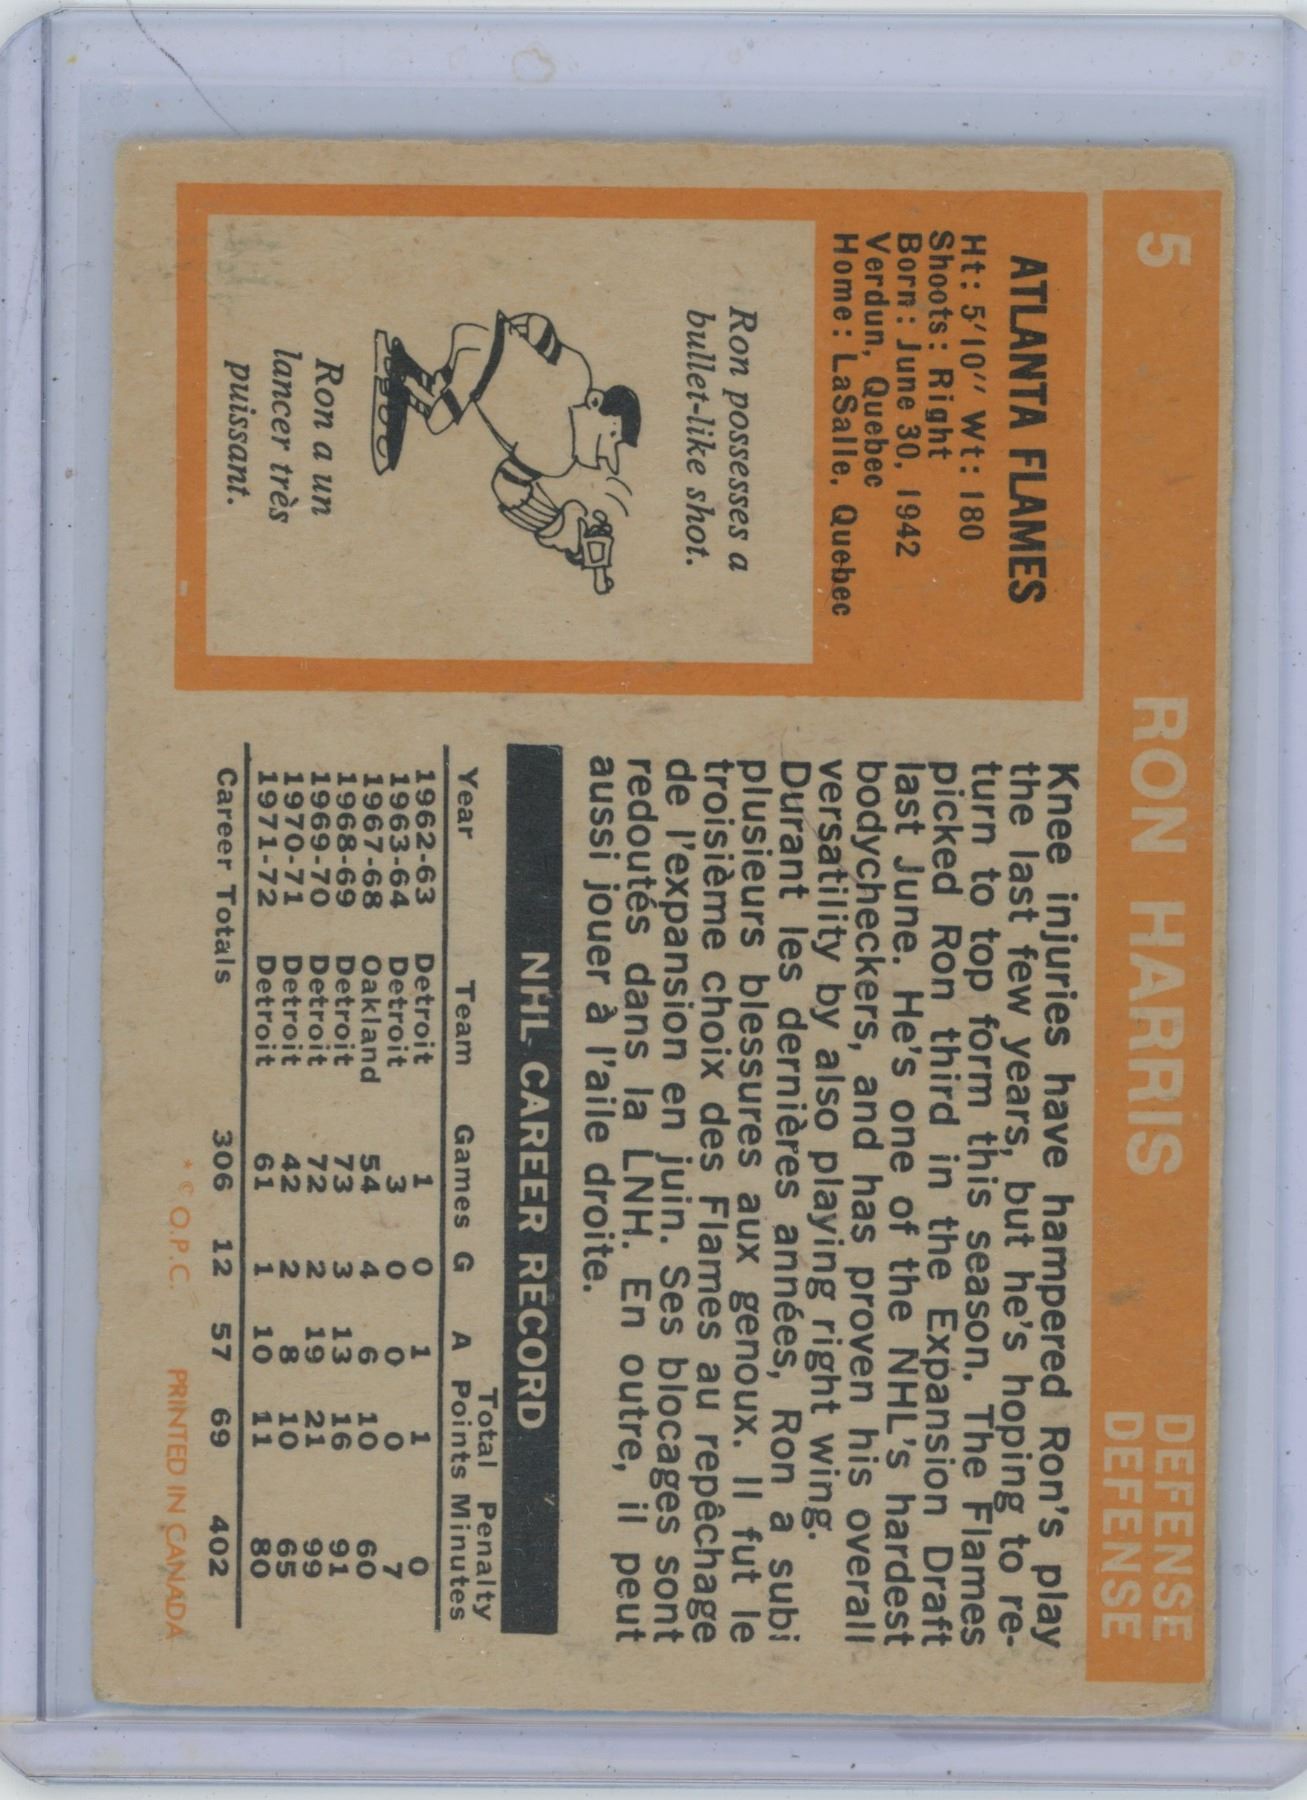 5 RON HARRIS DEFENSE
DEFENSE
ATLANTA FLAMES
Ht: 5'10" Wt: 180
Shoots: Right
Born: June 30, 1942
Verdun, Quebec
Home: LaSalle, Quebec
Ron possesses a
bullet-like shot.
Ron a un
lancer très
puissant.
Knee injuries have hampered Ron's play
the last few years, but he's hoping to re-
turn to top form this season. The Flames
picked Ron third in the Expansion Draft
last June. He's one of the NHL's hardest
bodycheckers, and has proven his overall
versatility by also playing right wing.
Durant les dernières années, Ron a subi
plusieurs blessures aux genoux. Il fut le
troisième choix des Flames au repêchage
de l'expansion en juin. Ses blocages sont
redoutés dans la LNH. En outre, il peut
aussi jouer à l'aile droite.
NHL CAREER RECORD
Total Penalty
Year Team Games G A Points Minutes
1962-63 Detroit 1 0 1 1 0
1963-64 Detroit 3 0 0 0 7
1967-68 Oakland 54 4 6 10 60
1968-69 Detroit 73 3 13 16 91
1969-70 Detroit 72 2 19 21 99
1970-71 Detroit 42 2 8 10 65
1971-72 Detroit 61 1 10 11 80
Career Totals 306 12 57 69 402
* © O.P.C. PRINTED IN CANADA